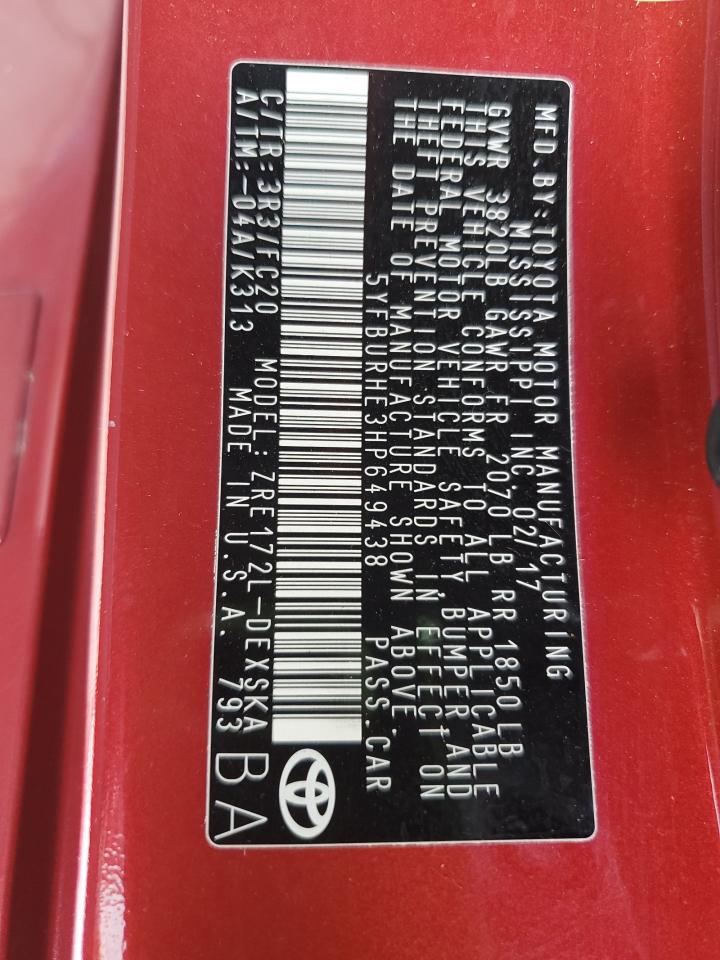 MFD.BY:TOYOTA MOTOR MANUFACTURING
MISSISSIPPI INC.02/17
GVWR 3820LB GAWR FR 2070 LB RR 1850LB
THIS VEHICLE CONFORMS TO ALL APPLICABLE
FEDERAL MOTOR VEHICLE SAFETY,BUMPER AND
THEFT PREVENTION STANDARDS IN EFFECT ON
THE DATE OF MANUFACTURE SHOWN ABOVE.
5YFBURHE3HP649438 PASS.CAR
C/TR:3R3/FC20 MODEL:ZRE172L-DEXSKA
A/TM:-04A/K313 MADE IN U.S.A. 793
BA